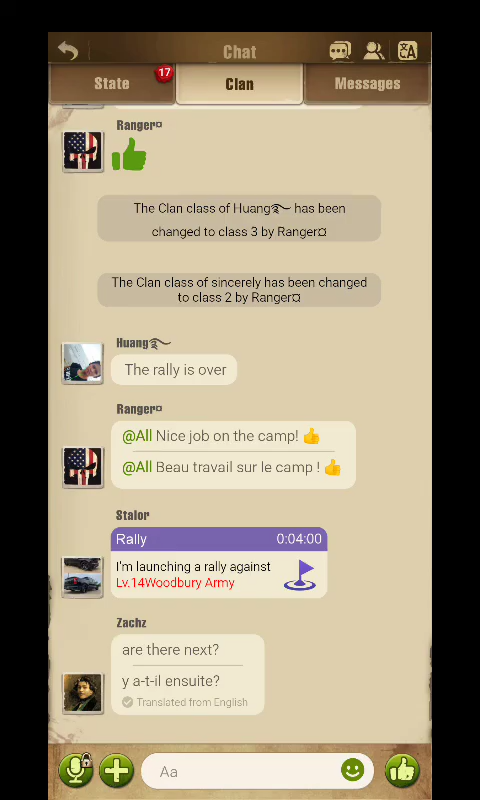 Chat
State
17
Clan
Messages
Ranger¤
The Clan class of Huang࿐ has been
changed to class 3 by Ranger¤
The Clan class of sincerely has been changed
to class 2 by Ranger¤
Huang࿐
The rally is over
Ranger¤
@All Nice job on the camp! 👍
@All Beau travail sur le camp ! 👍
Stalor
Rally 0:04:00
I'm launching a rally against
Lv.14Woodbury Army
Zachz
are there next?
y a-t-il ensuite?
Translated from English
Aa